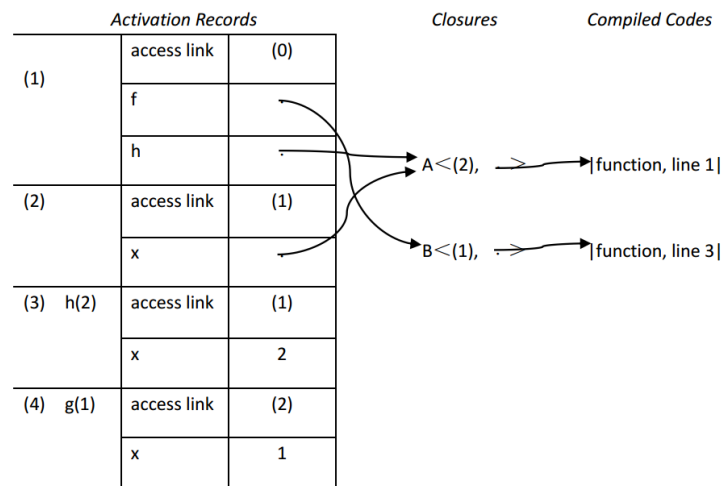 Activation Records Closures Compiled Codes
access link (0)
(1)
f
h
A<(2), > |function, line 1|
(2) access link (1)
x
B<(1), > |function, line 3|
(3) h(2) access link (1)
x 2
(4) g(1) access link (2)
x 1